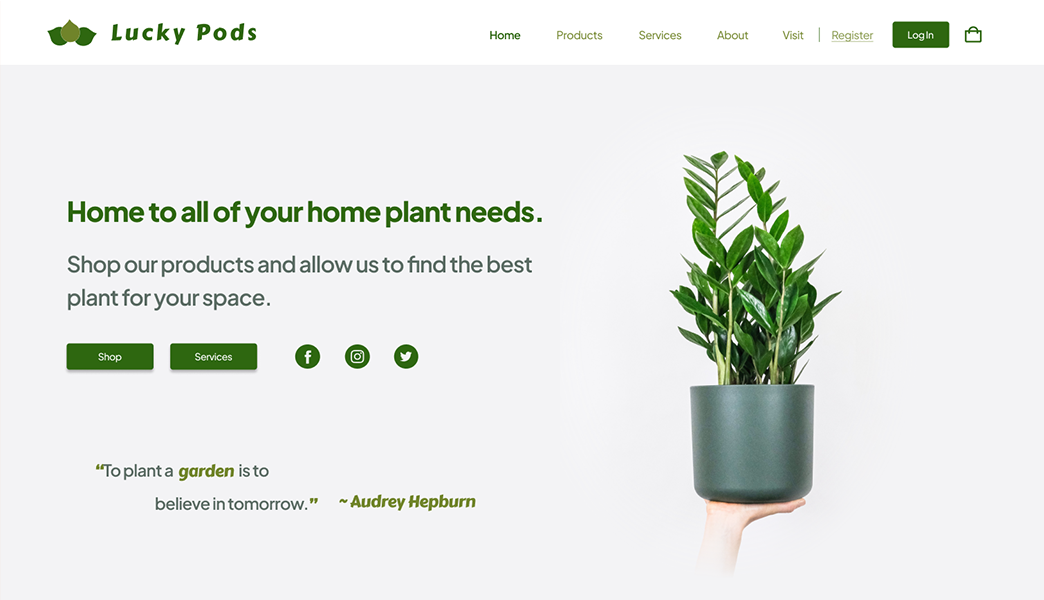 Lucky Pods
Home Products Services About Visit Register Log In
Home to all of your home plant needs.
Shop our products and allow us to find the best
plant for your space.
Shop Services
“To plant a garden is to
believe in tomorrow.” ~ Audrey Hepburn